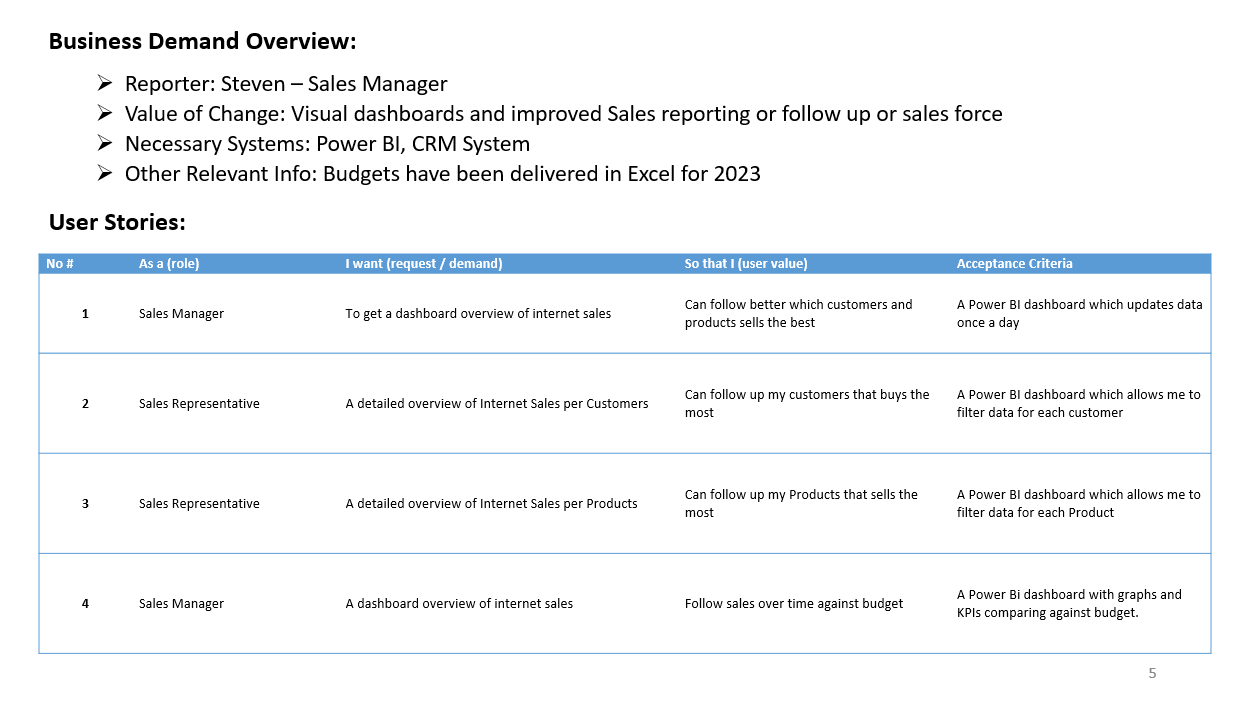 Business Demand Overview:
➢ Reporter: Steven – Sales Manager
➢ Value of Change: Visual dashboards and improved Sales reporting or follow up or sales force
➢ Necessary Systems: Power BI, CRM System
➢ Other Relevant Info: Budgets have been delivered in Excel for 2023
User Stories:
No # As a (role) I want (request / demand) So that I (user value) Acceptance Criteria
1 Sales Manager To get a dashboard overview of internet sales Can follow better which customers and products sells the best A Power BI dashboard which updates data once a day
2 Sales Representative A detailed overview of Internet Sales per Customers Can follow up my customers that buys the most A Power BI dashboard which allows me to filter data for each customer
3 Sales Representative A detailed overview of Internet Sales per Products Can follow up my Products that sells the most A Power BI dashboard which allows me to filter data for each Product
4 Sales Manager A dashboard overview of internet sales Follow sales over time against budget A Power Bi dashboard with graphs and KPIs comparing against budget.
5